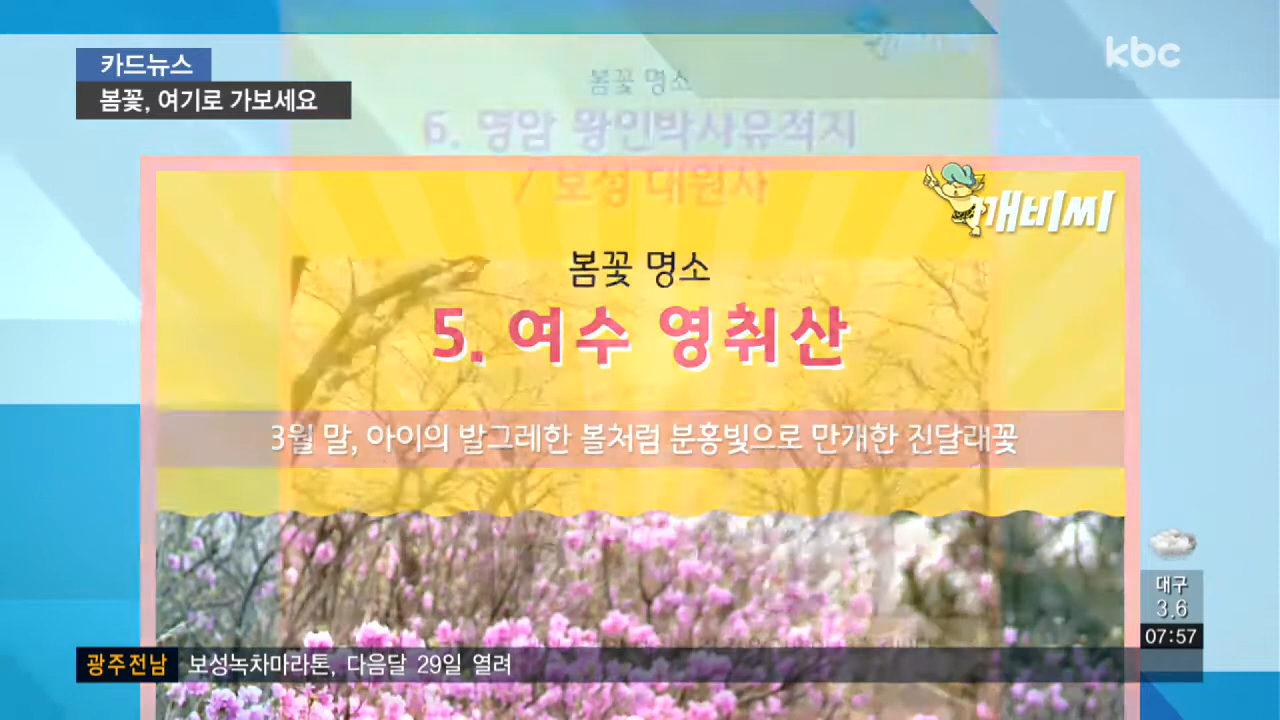 카드뉴스
봄꽃, 여기로 가보세요
kbc
봄꽃 명소
6. 영암 왕인박사유적지
/ 보성 대원사
깨비씨
봄꽃 명소
5. 여수 영취산
3월 말, 아이의 발그레한 볼처럼 분홍빛으로 만개한 진달래꽃
대구
3.6
07:57
광주전남
보성녹차마라톤, 다음달 29일 열려